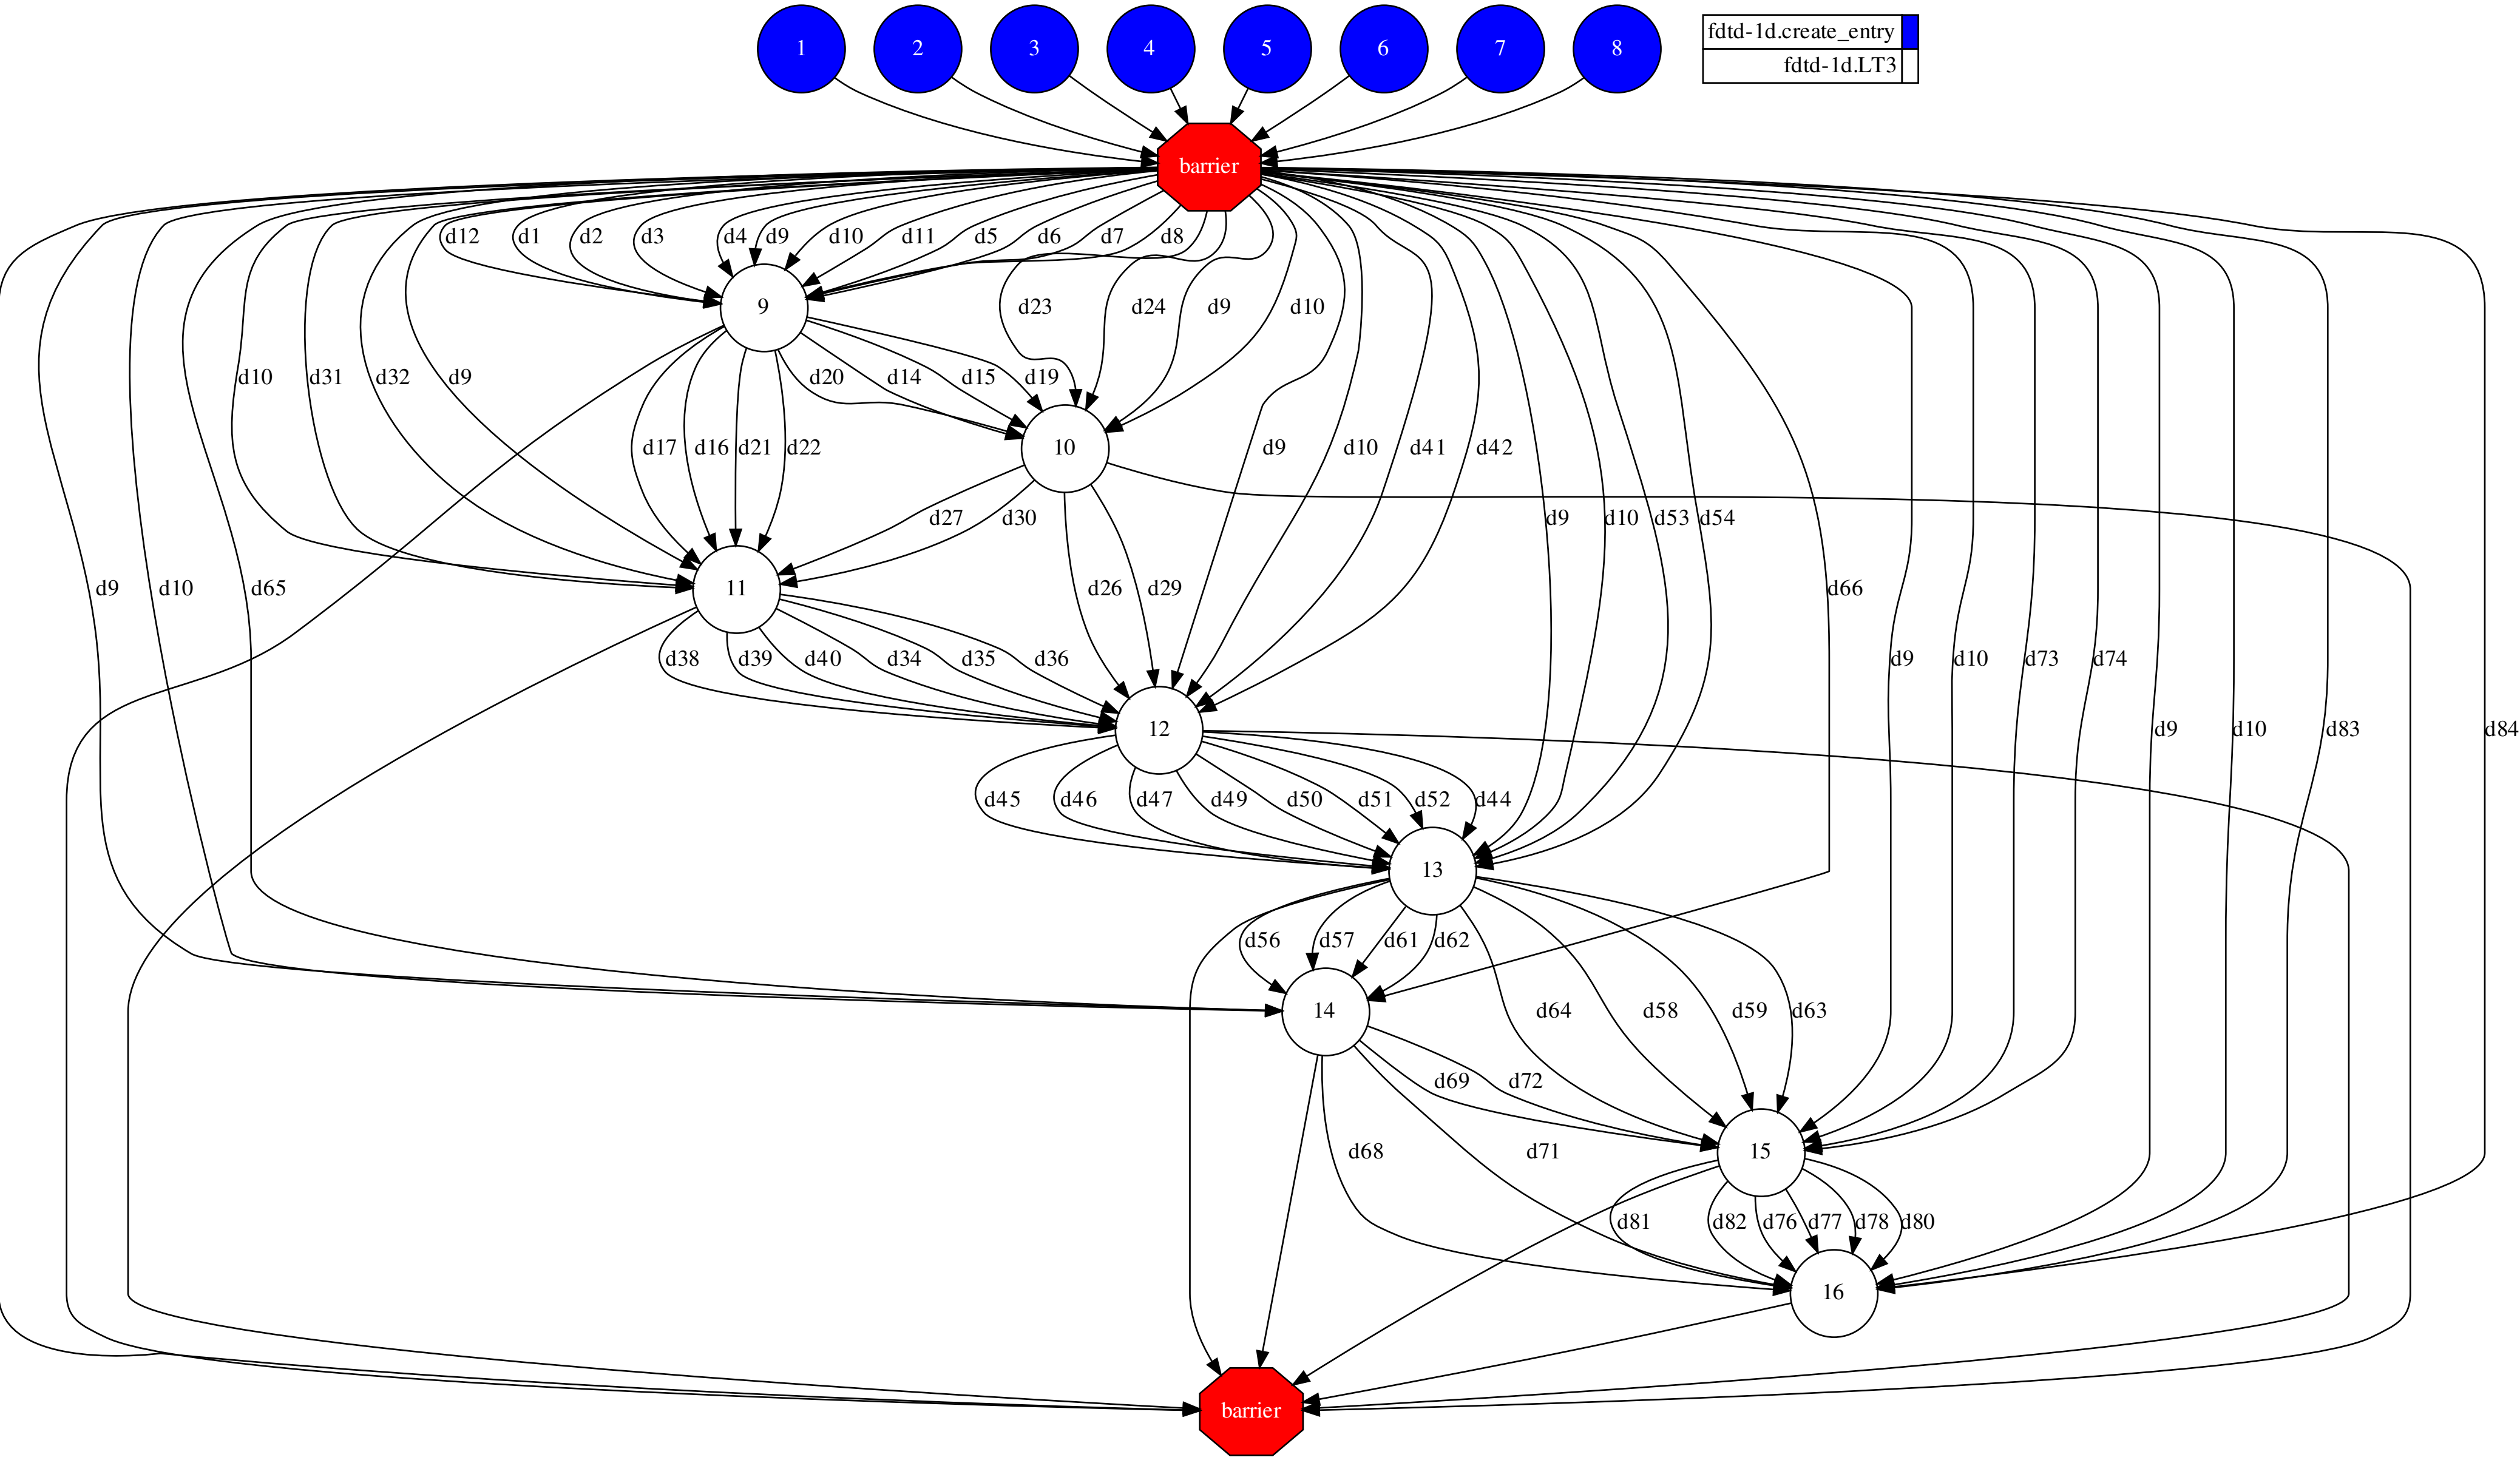 1 2 3 4 5 6 7 8
fdtd-1d.create_entry
fdtd-1d.LT3
barrier
d12 d1 d2 d3 d4 d9 d10 d11 d5 d6 d7 d8
9 d23 d24 d9 d10
d10 d31 d32 d9 d20 d14 d15 d19
d17 d16 d21 d22 10 d9 d10 d41 d42
d27 d30 d9 d10 d53 d54
d9 d10 d65 11 d26 d29 d66
d38 d39 d40 d34 d35 d36 d9 d10 d73 d74
12 d9 d10 d83 d84
d45 d46 d47 d49 d50 d51 d52 d44
13
d56 d57 d61 d62
14 d64 d58 d59 d63
d69 d72
d68 d71 15
d81 d82 d76 d77 d78 d80
16
barrier